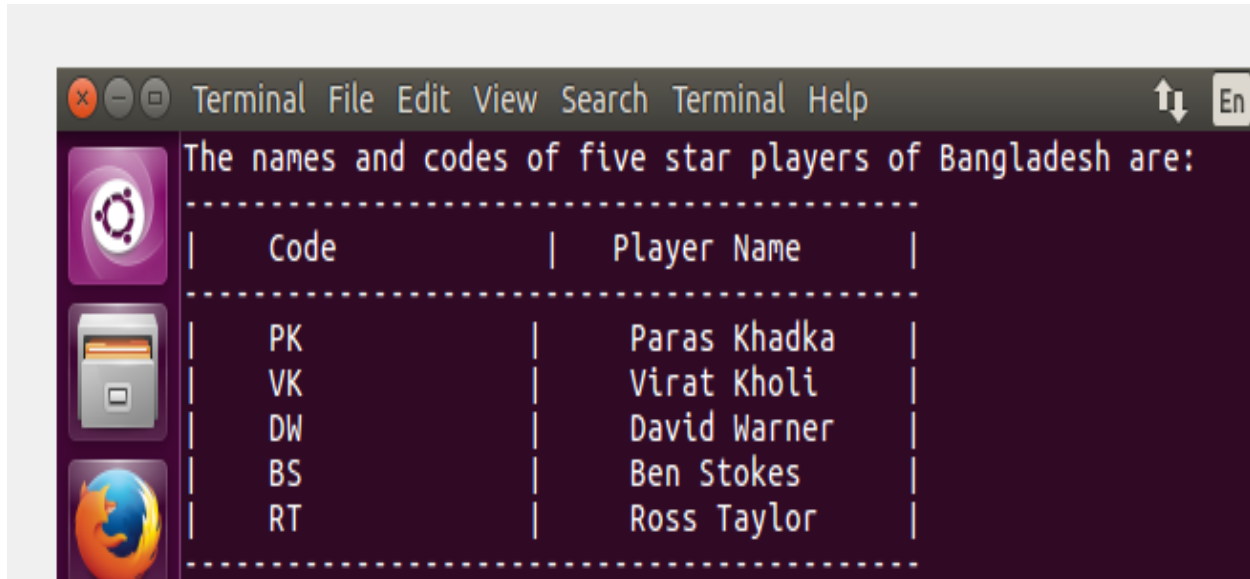 Terminal File Edit View Search Terminal Help En
The names and codes of five star players of Bangladesh are:
-------------------------------------------
| Code | Player Name |
-------------------------------------------
| PK | Paras Khadka |
| VK | Virat Kholi |
| DW | David Warner |
| BS | Ben Stokes |
| RT | Ross Taylor |
-------------------------------------------